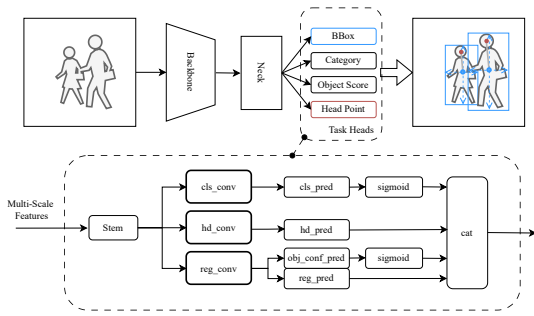 Backbone
Neck
BBox
Category
Object Score
Head Point
Task Heads
Multi-Scale
Features
Stem
cls_conv
cls_pred
sigmoid
hd_conv
hd_pred
reg_conv
obj_conf_pred
sigmoid
reg_pred
cat